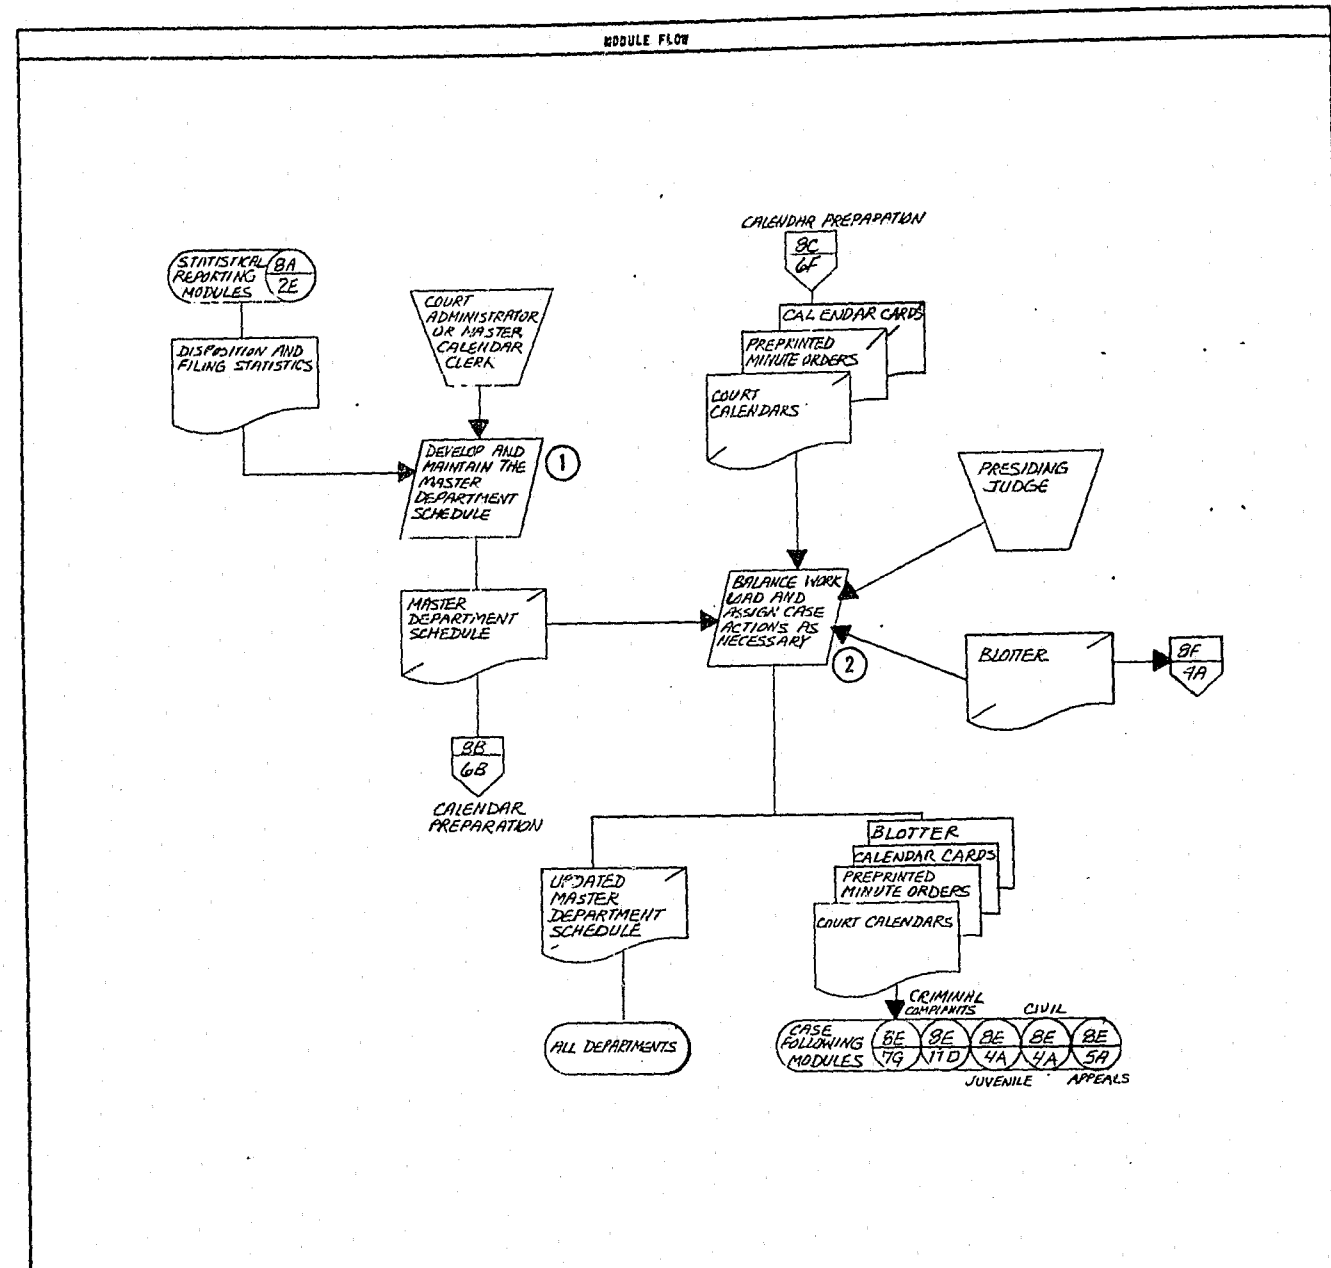 MODULE FLOW
CALENDAR PREPARATION
8C
6F
STATISTICAL
REPORTING
MODULES
8A
2E
COURT
ADMINISTRATOR
OR MASTER
CALENDAR
CLERK
CALENDAR CARDS
PREPRINTED
MINUTE ORDERS
COURT
CALENDARS
DISPOSITION AND
FILING STATISTICS
DEVELOP AND
MAINTAIN THE
MASTER
DEPARTMENT
SCHEDULE
1
PRESIDING
JUDGE
BALANCE WORK
LOAD AND
ASSIGN CASE
ACTIONS AS
NECESSARY
2
MASTER
DEPARTMENT
SCHEDULE
BLOTTER
8F
4A
8B
6B
CALENDAR
PREPARATION
UPDATED
MASTER
DEPARTMENT
SCHEDULE
BLOTTER
CALENDAR CARDS
PREPRINTED
MINUTE ORDERS
COURT CALENDARS
ALL DEPARTMENTS
CRIMINAL
COMPLAINTS
CIVIL
CASE
FOLLOWING
MODULES
8E 8E 8E 8E 8E
7G 11D 4A 4A 5A
JUVENILE APPEALS